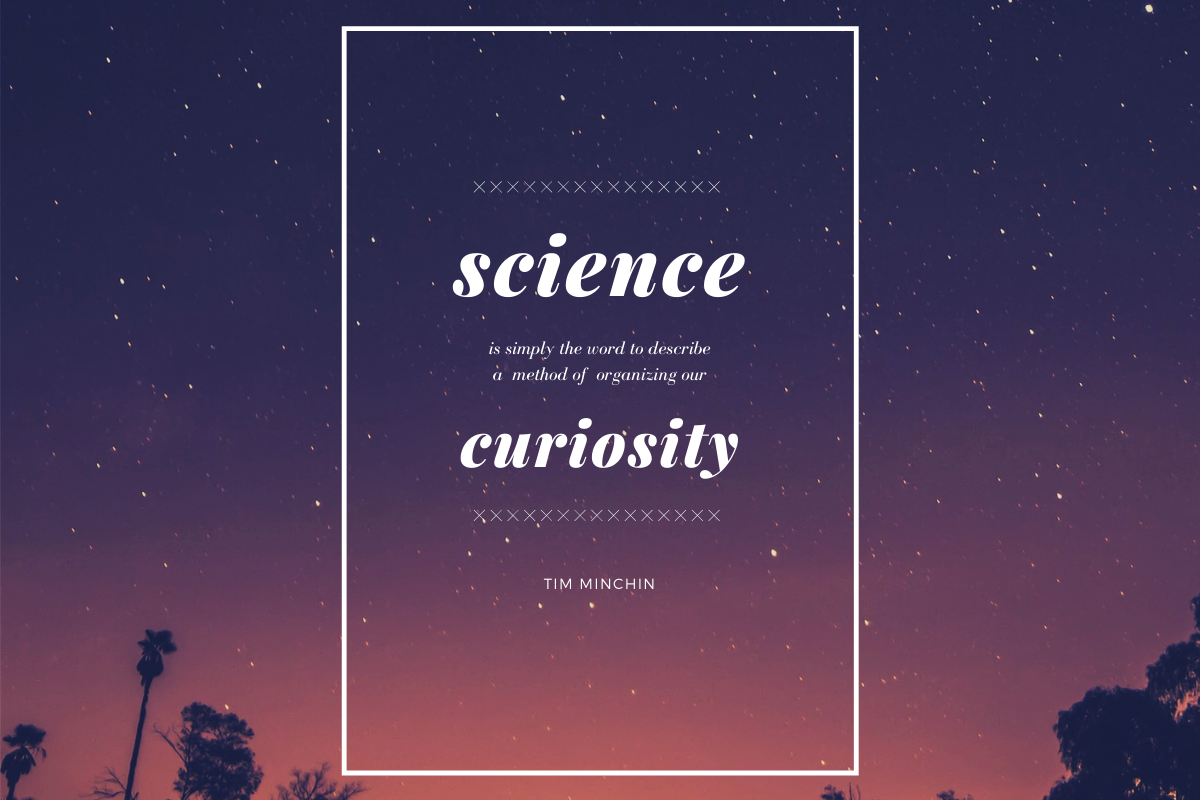 science
is simply the word to describe
a method of organizing our
curiosity
TIM MINCHIN